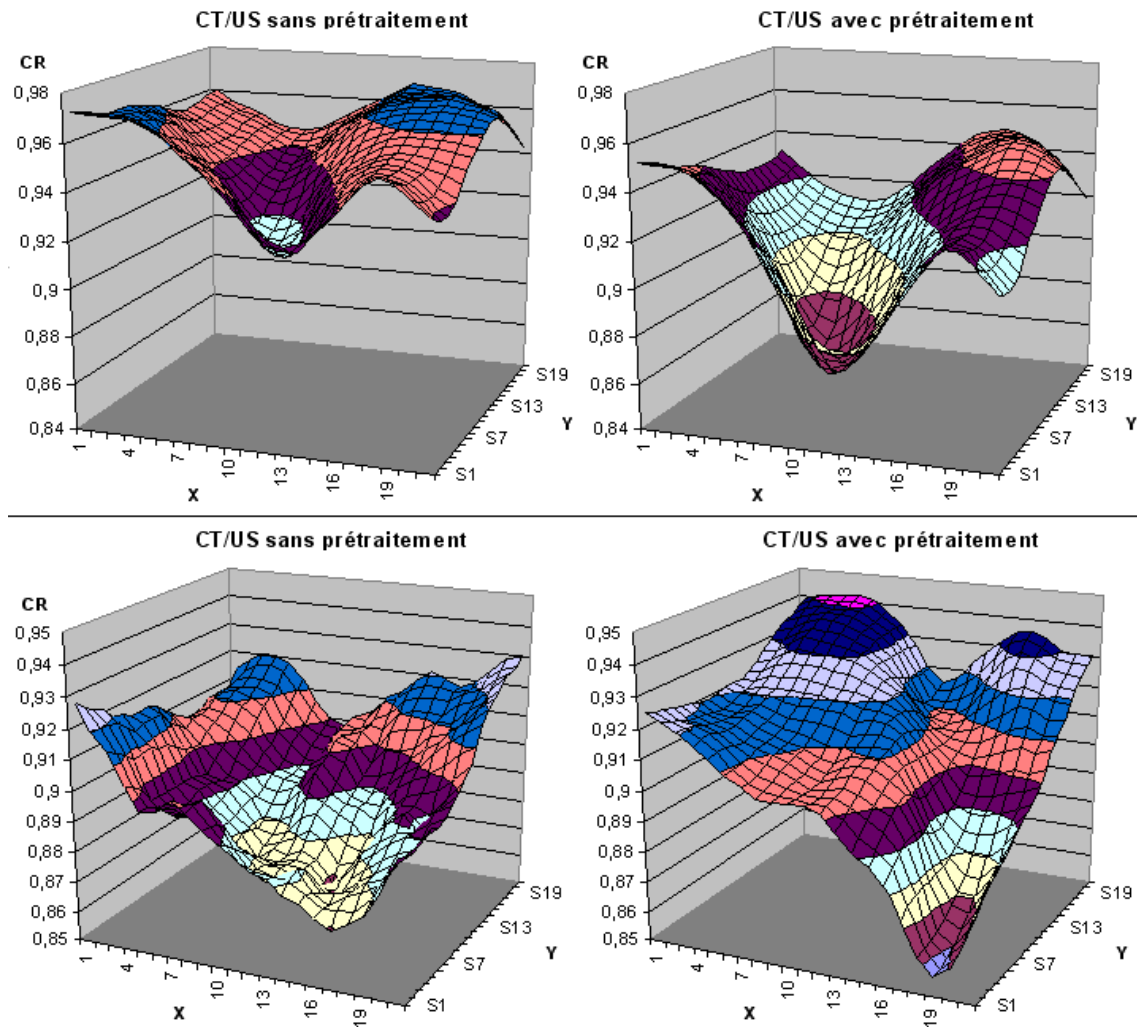 CT/US sans prétraitement
CR
0,98
0,96
0,94
0,92
0,9
0,88
0,86
0,84
1
4
7
10
13
16
19
X
S1
S7
S13
S19
Y
CT/US avec prétraitement
CR
0,98
0,96
0,94
0,92
0,9
0,88
0,86
0,84
1
4
7
10
13
16
19
X
S1
S7
S13
S19
Y
CT/US sans prétraitement
CR
0,95
0,94
0,93
0,92
0,91
0,9
0,89
0,88
0,87
0,86
0,85
1
4
7
10
13
16
19
X
S1
S7
S13
S19
Y
CT/US avec prétraitement
0,95
0,94
0,93
0,92
0,91
0,9
0,89
0,88
0,87
0,86
0,85
1
4
7
10
13
16
19
X
S1
S7
S13
S19
Y